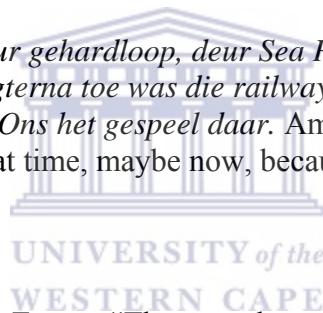 ur gehardloop, deur Sea
gterna toe was die railway
Ons het gespeel daar. Am
at time, maybe now, becau
UNIVERSITY of the
WESTERN CAPE